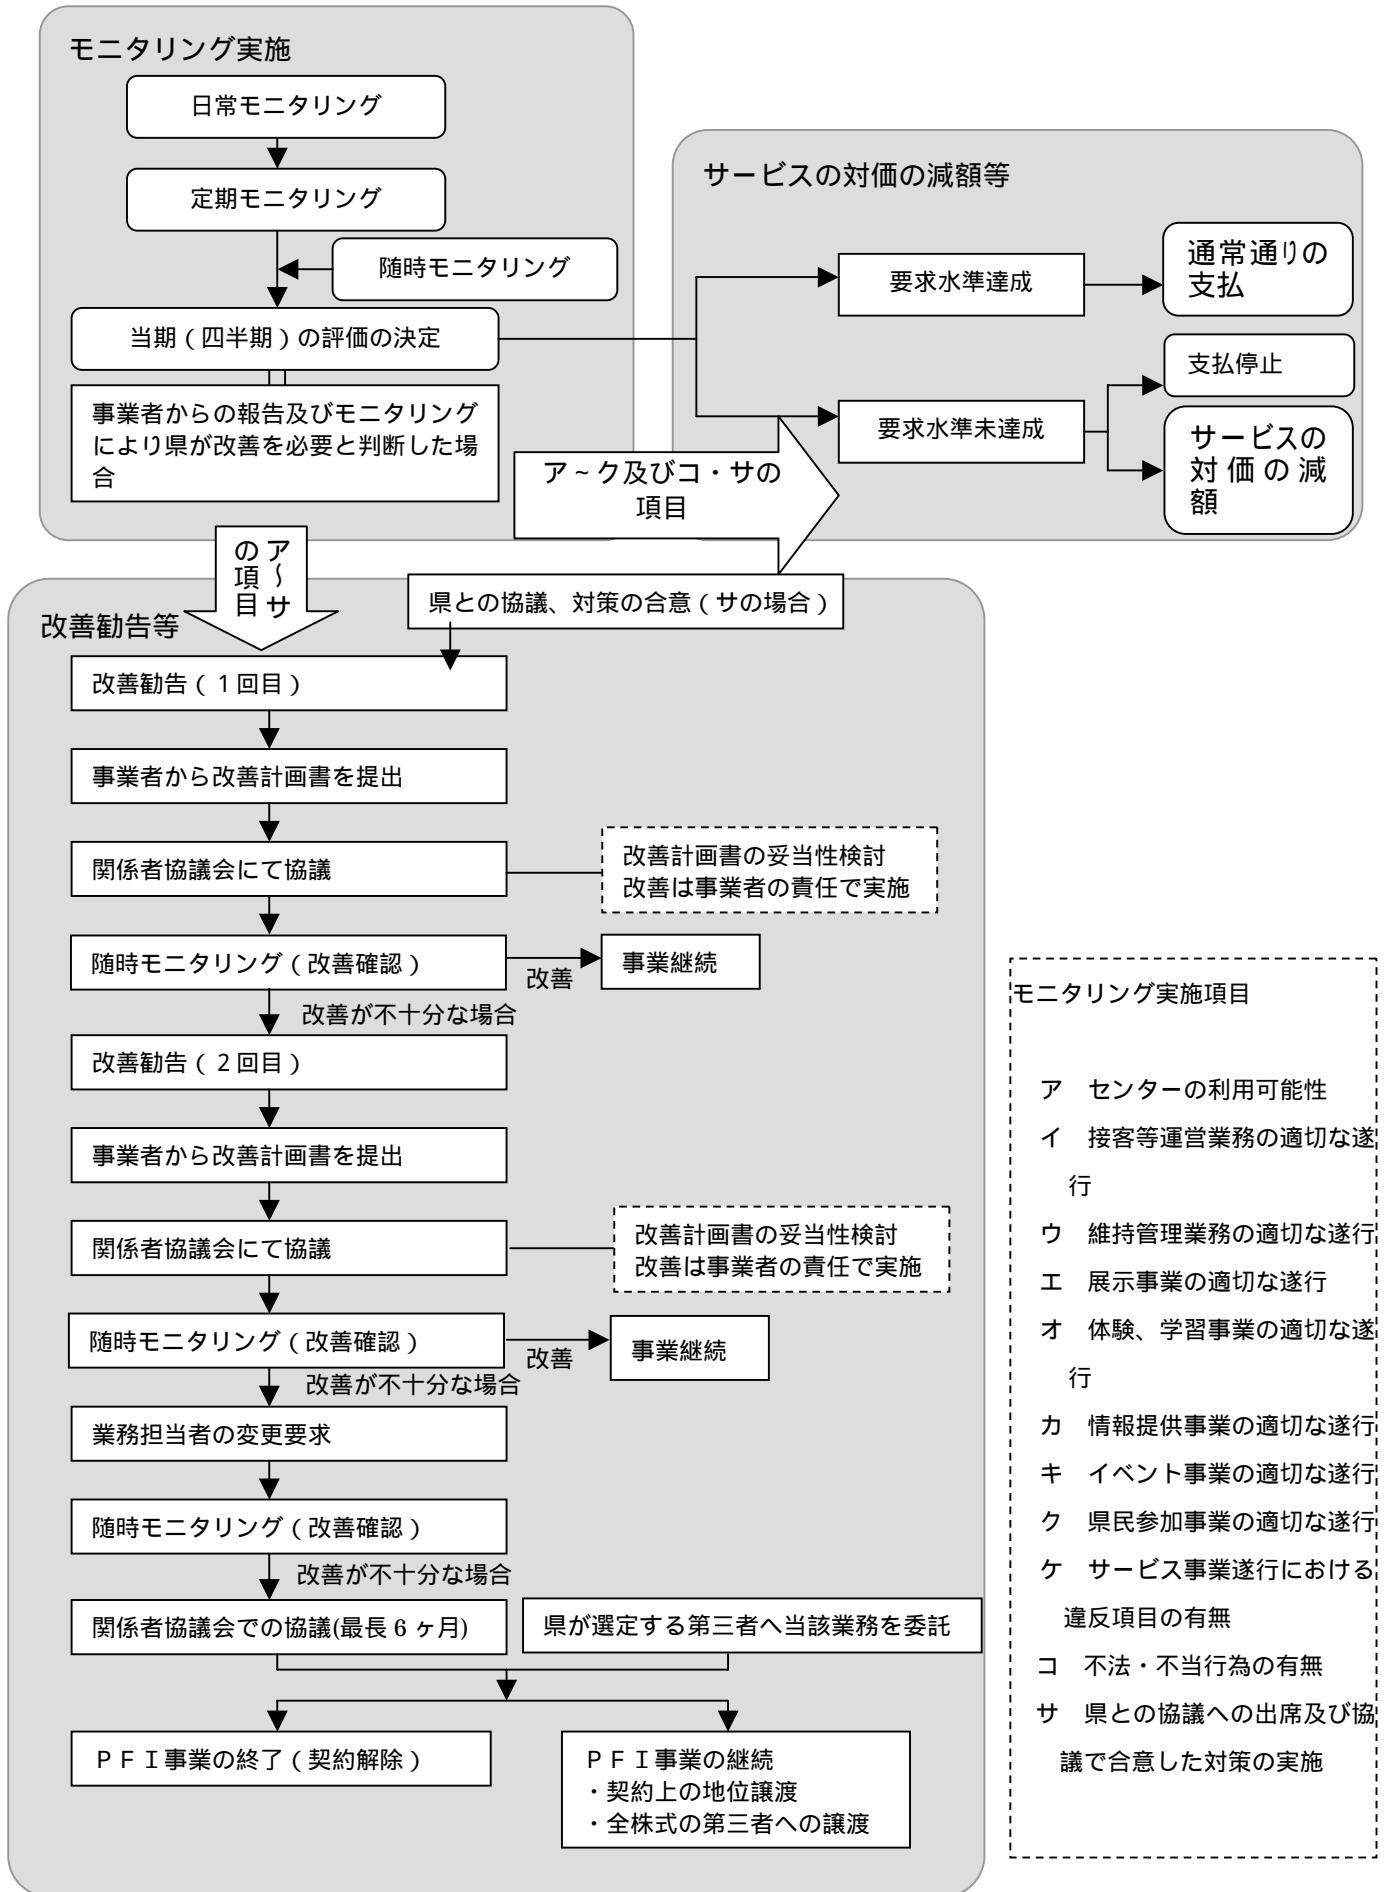 モニタリング実施
日常モニタリング
定期モニタリング
随時モニタリング
当期（四半期）の評価の決定
事業者からの報告及びモニタリング
により県が改善を必要と判断した場
合
サービスの対価の減額等
要求水準達成
通常通りの
支払
要求水準未達成
支払停止
サービスの
対価の減
額
ア～ク及びコ・サの
項目
ア～サ
の項目
県との協議、対策の合意（サの場合）
改善勧告等
改善勧告（１回目）
事業者から改善計画書を提出
関係者協議会にて協議
改善計画書の妥当性検討
改善は事業者の責任で実施
随時モニタリング（改善確認）
改善
事業継続
改善が不十分な場合
改善勧告（２回目）
事業者から改善計画書を提出
関係者協議会にて協議
改善計画書の妥当性検討
改善は事業者の責任で実施
随時モニタリング（改善確認）
改善
事業継続
改善が不十分な場合
業務担当者の変更要求
随時モニタリング（改善確認）
改善が不十分な場合
関係者協議会での協議(最長６ヶ月)
県が選定する第三者へ当該業務を委託
ＰＦＩ事業の終了（契約解除）
ＰＦＩ事業の継続
・契約上の地位譲渡
・全株式の第三者への譲渡
モニタリング実施項目
ア　センターの利用可能性
イ　接客等運営業務の適切な遂
行
ウ　維持管理業務の適切な遂行
エ　展示事業の適切な遂行
オ　体験、学習事業の適切な遂
行
カ　情報提供事業の適切な遂行
キ　イベント事業の適切な遂行
ク　県民参加事業の適切な遂行
ケ　サービス事業遂行における
違反項目の有無
コ　不法・不当行為の有無
サ　県との協議への出席及び協
議で合意した対策の実施